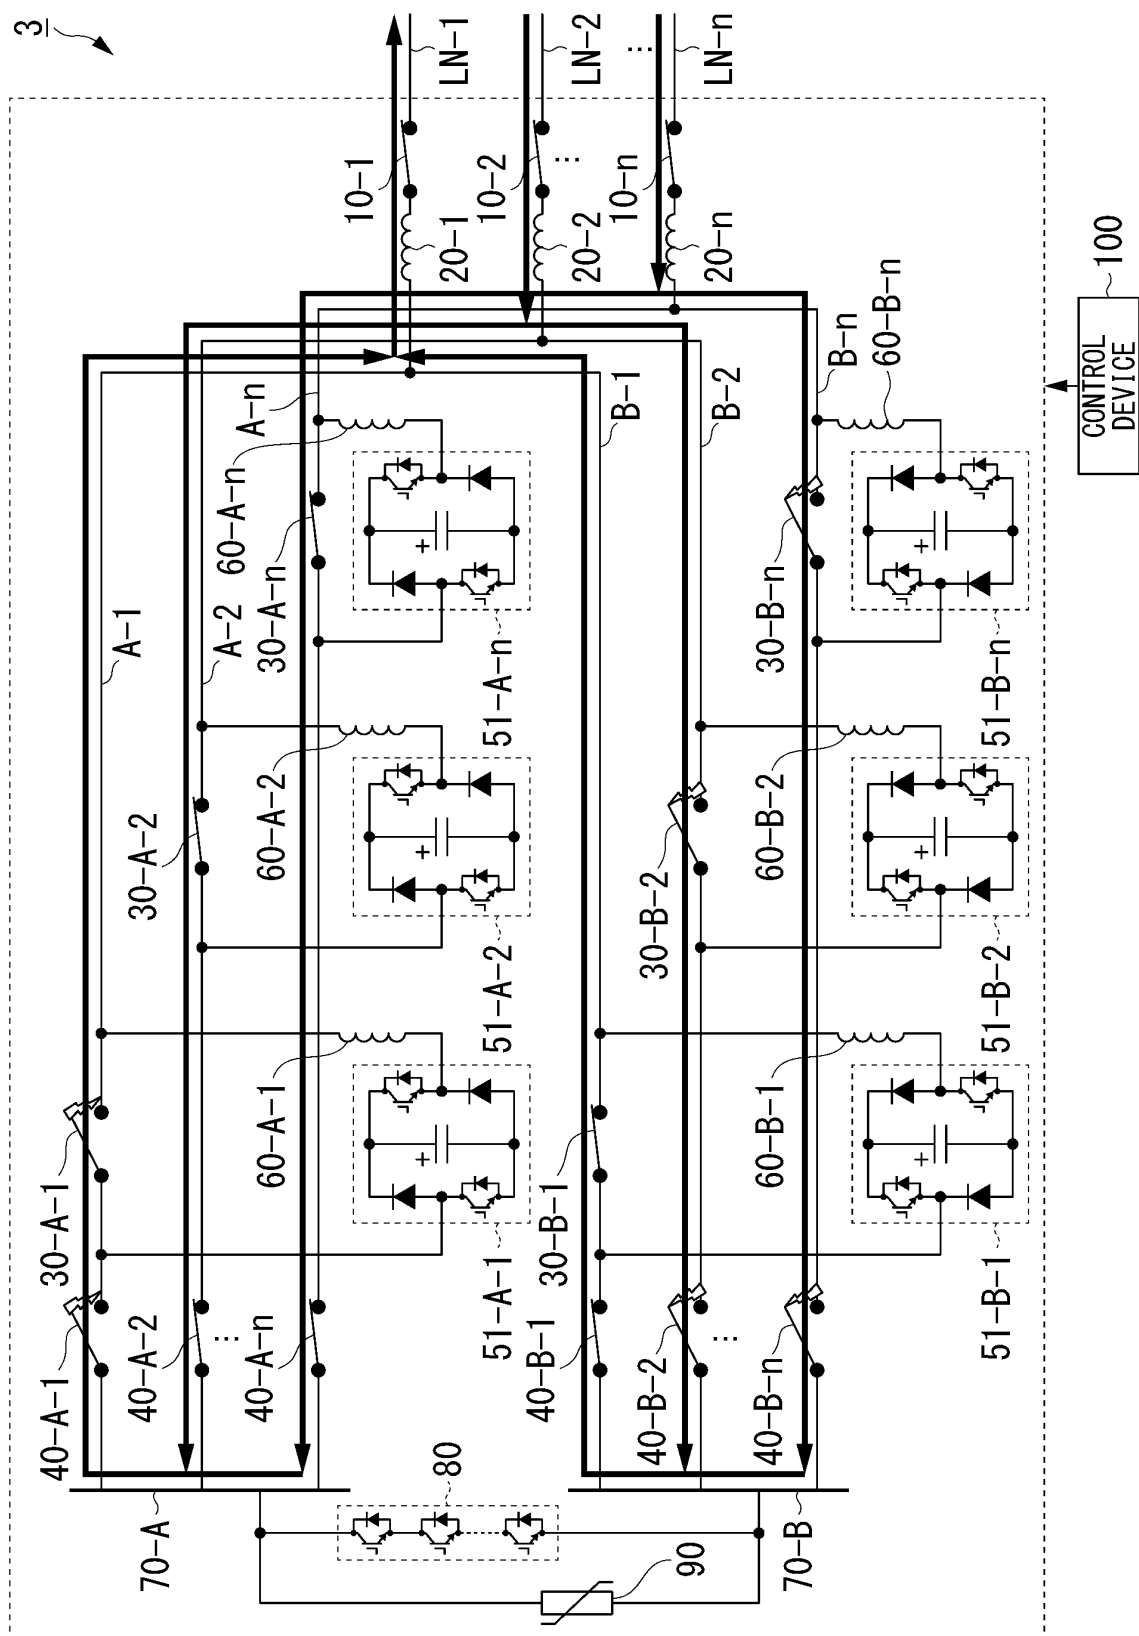 3
LN-1
LN-2
...
LN-n
10-1
10-2
...
10-n
20-1
20-2
20-n
100
CONTROL
DEVICE
A-n
B-1
B-2
B-n
60-B-n
60-A-n
30-A-n
A-1
A-2
51-A-n
30-B-n
51-B-n
30-A-2
60-A-2
51-A-2
30-B-2
60-B-2
51-B-2
30-A-1
60-A-1
51-A-1
30-B-1
60-B-1
51-B-1
40-A-1
40-A-2
...
40-A-n
40-B-1
40-B-2
...
40-B-n
70-A
80
90
70-B
+
+
+
+
+
+